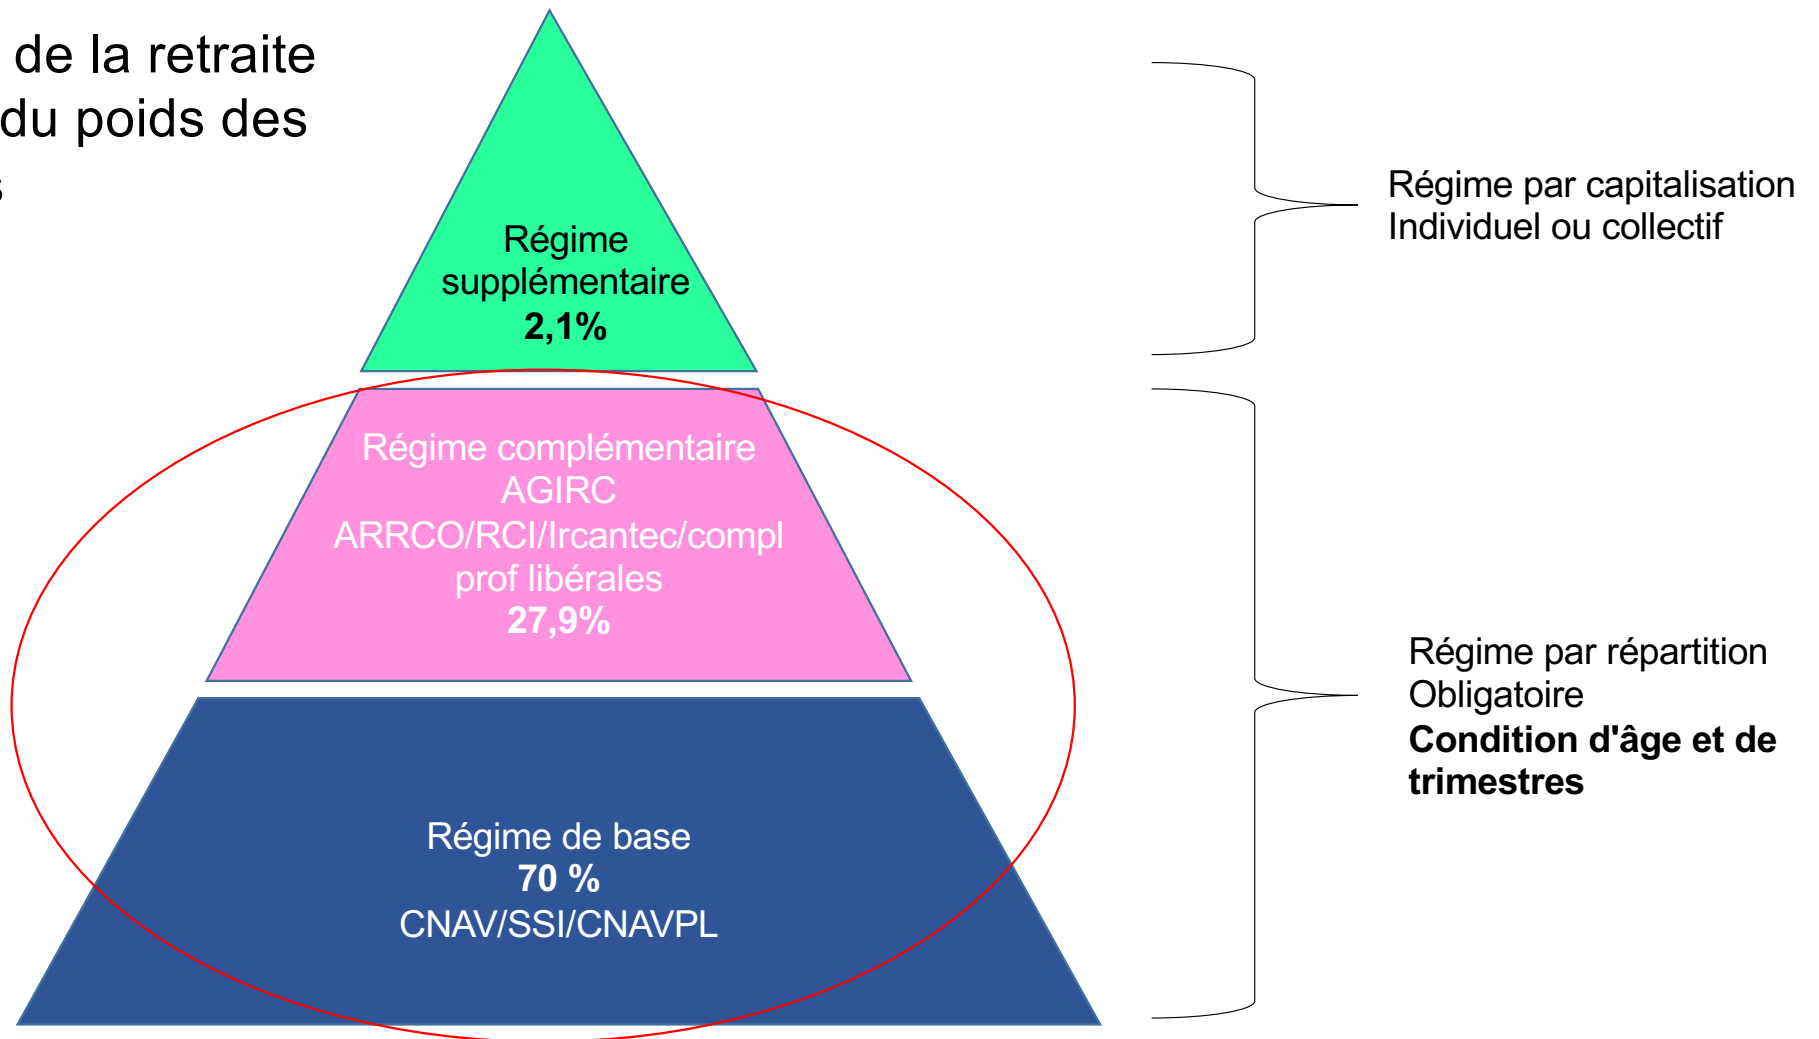 de la retraite
du poids des
s
Régime
supplémentaire
2,1%
Régime par capitalisation
Individuel ou collectif
Régime complémentaire
AGIRC
ARRCO/RCI/Ircantec/compl
prof libérales
27,9%
Régime par répartition
Obligatoire
Condition d'âge et de
trimestres
Régime de base
70 %
CNAV/SSI/CNAVPL